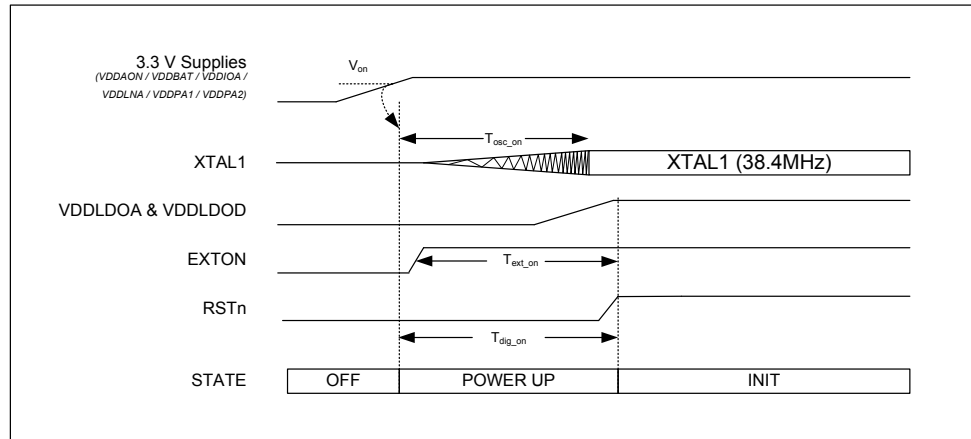 3.3 V Supplies
(VDDAON / VDDBAT / VDDIOA /
VDDLNA / VDDPA1 / VDDPA2)
Von
Tosc_on
XTAL1
XTAL1 (38.4MHz)
VDDLDOA & VDDLDOD
EXTON
Text_on
RSTn
Tdig_on
STATE
OFF
POWER UP
INIT